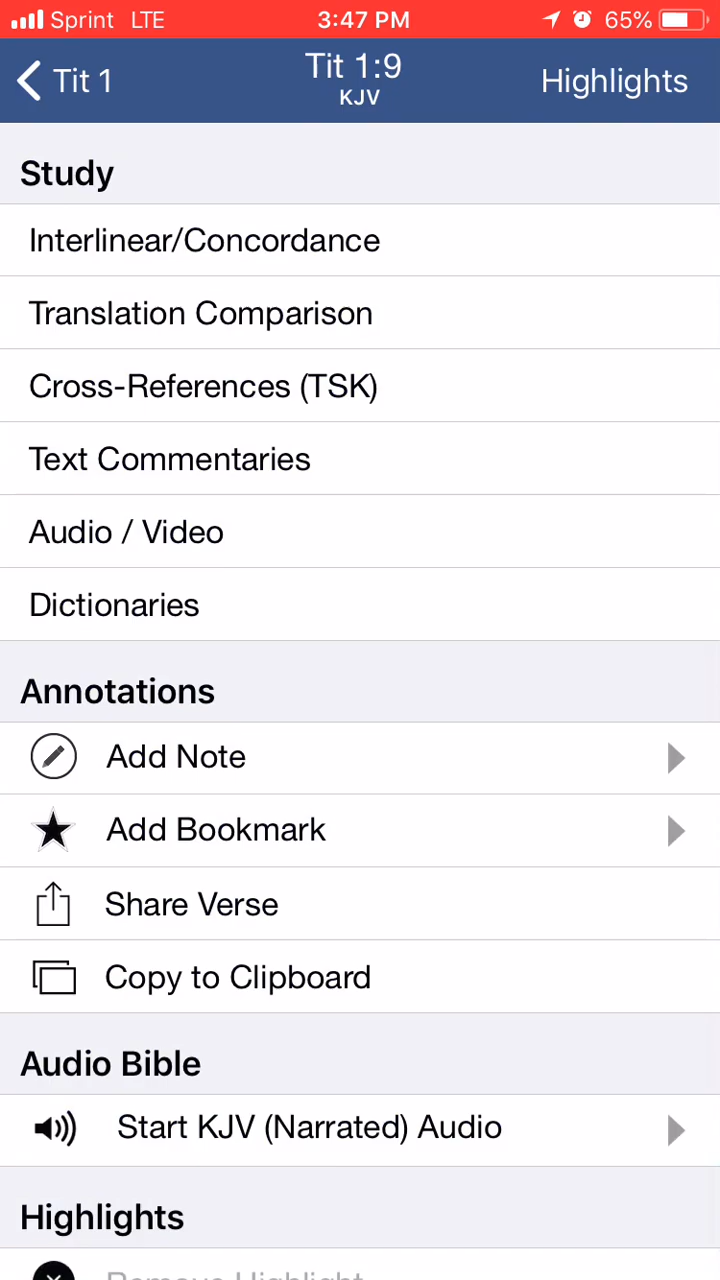 Sprint LTE 3:47 PM 65%
Tit 1 Tit 1:9 Highlights
KJV
Study
Interlinear/Concordance
Translation Comparison
Cross-References (TSK)
Text Commentaries
Audio / Video
Dictionaries
Annotations
Add Note
Add Bookmark
Share Verse
Copy to Clipboard
Audio Bible
Start KJV (Narrated) Audio
Highlights
Remove Highlight